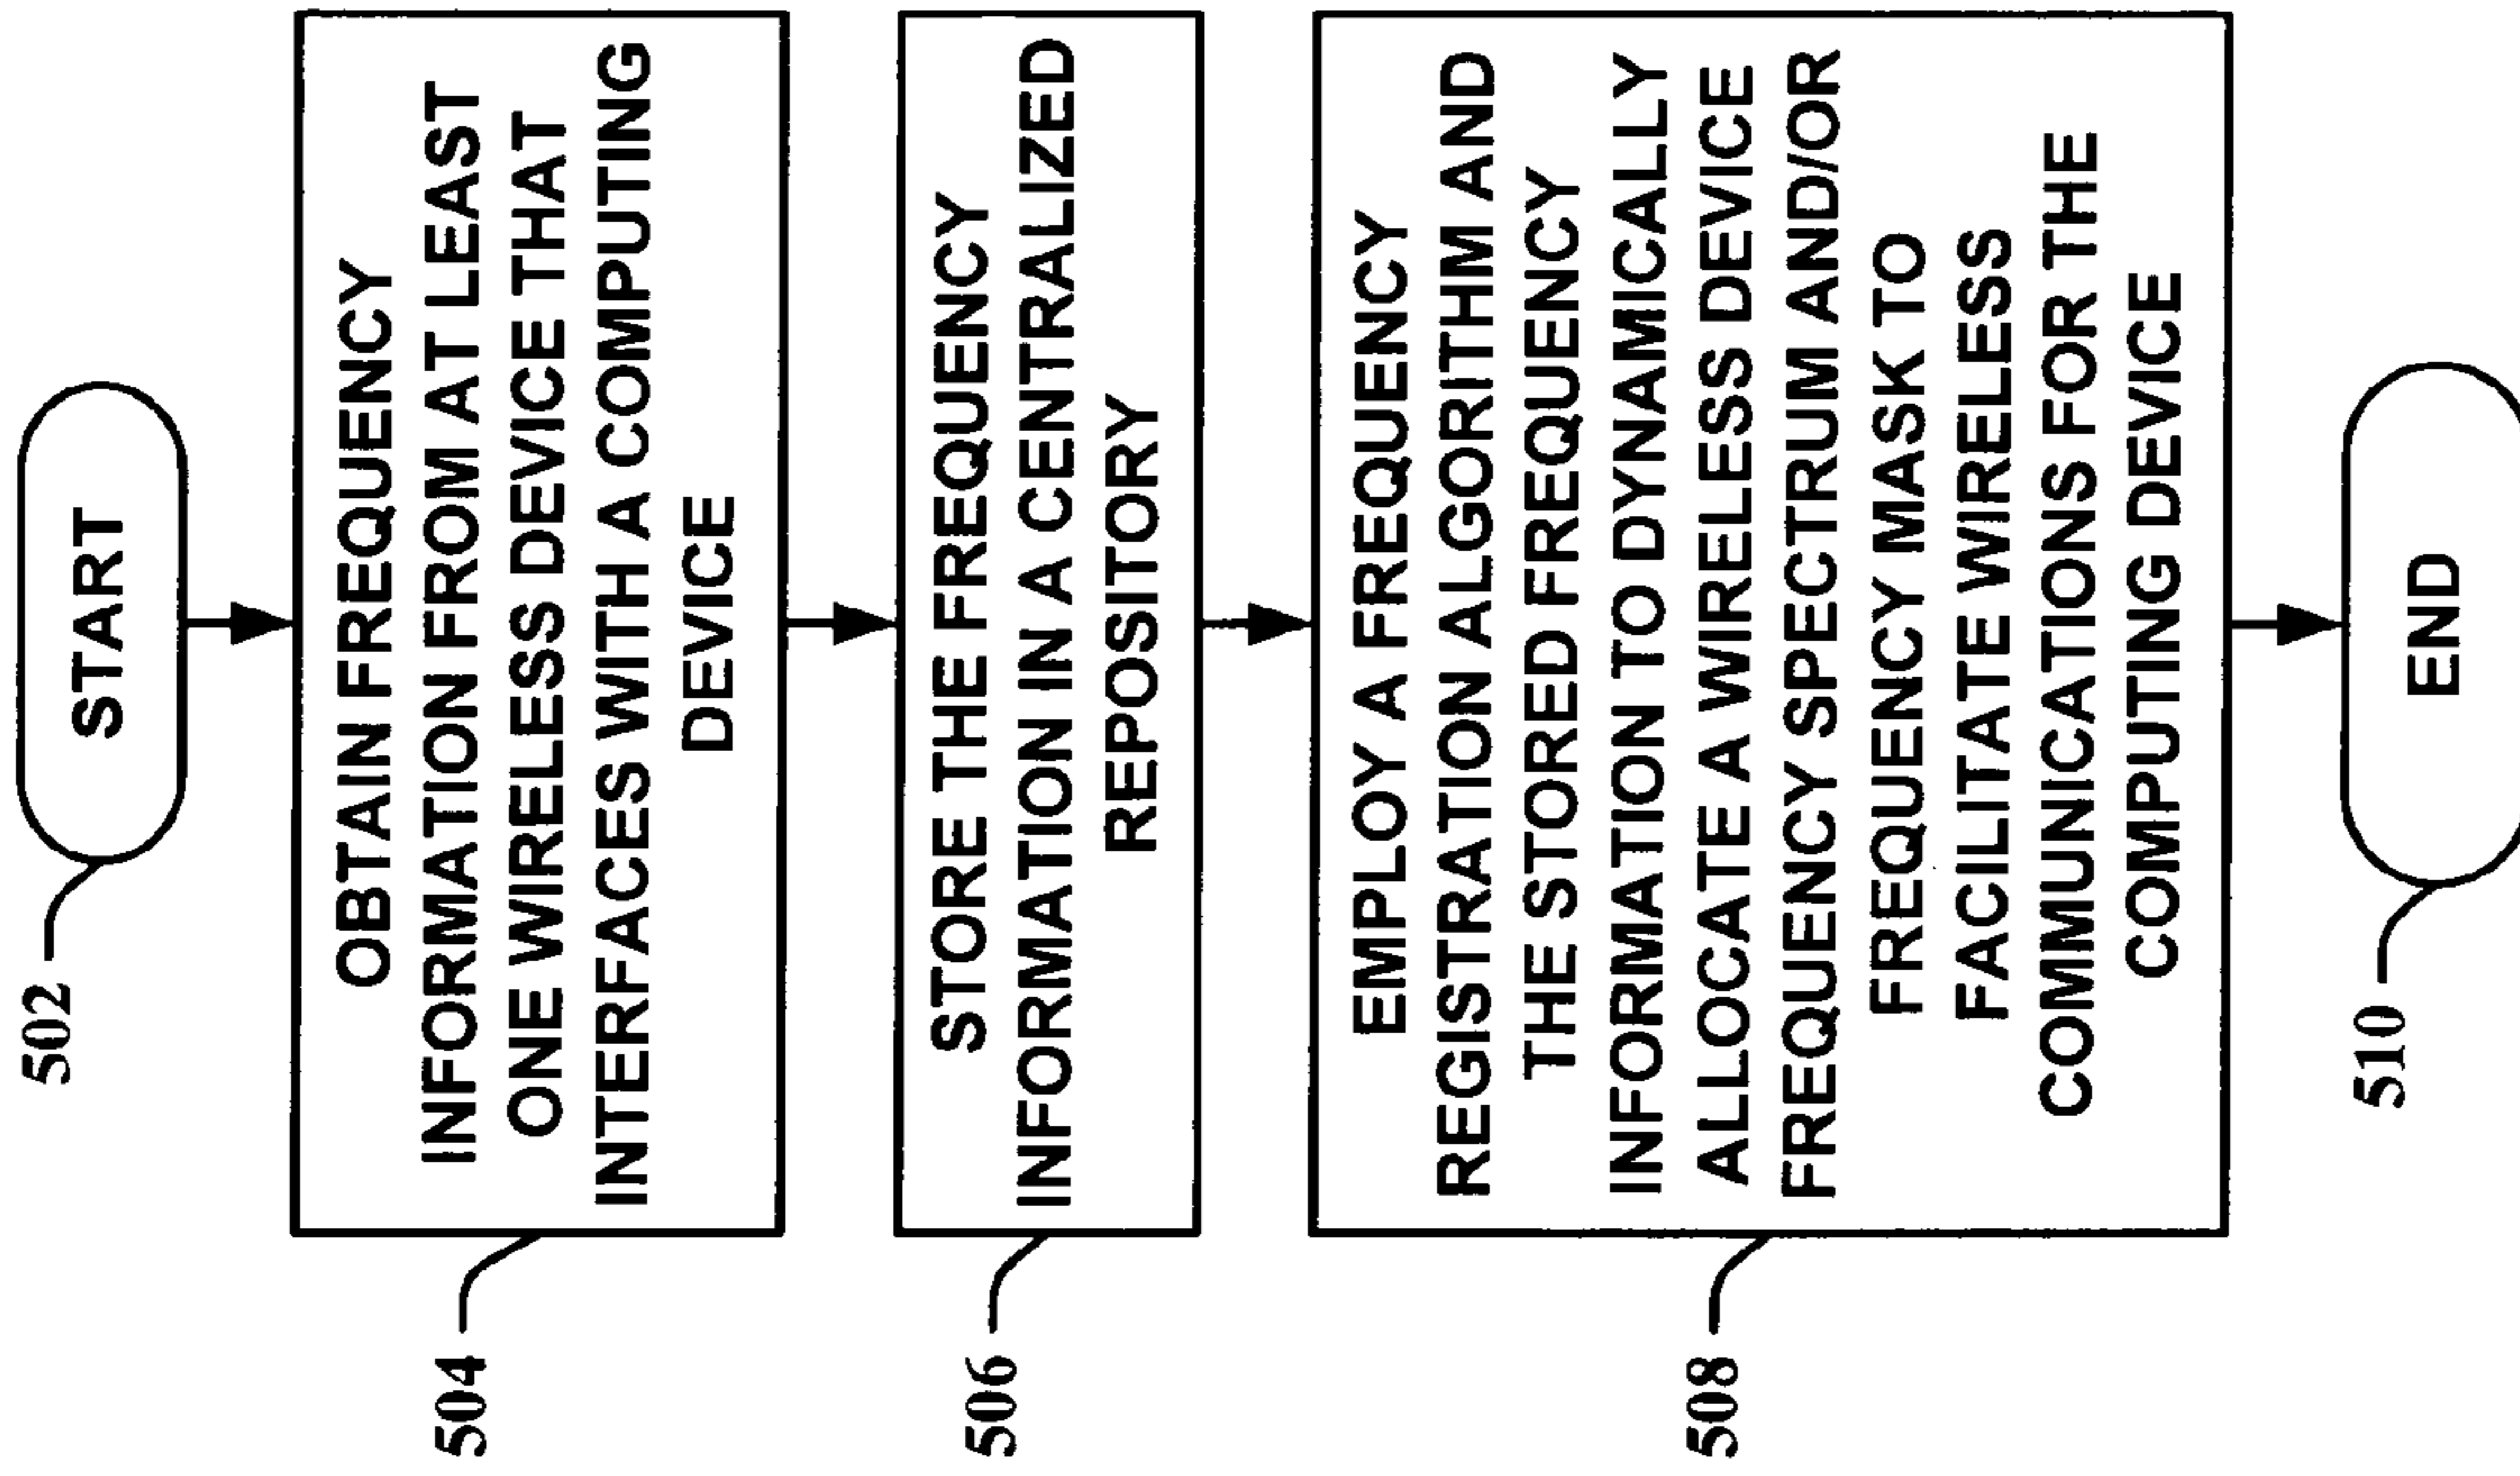 502
START
504
OBTAIN FREQUENCY
INFORMATION FROM AT LEAST
ONE WIRELESS DEVICE THAT
INTERFACES WITH A COMPUTING
DEVICE
506
STORE THE FREQUENCY
INFORMATION IN A CENTRALIZED
REPOSITORY
508
EMPLOY A FREQUENCY
REGISTRATION ALGORITHM AND
THE STORED FREQUENCY
INFORMATION TO DYNAMICALLY
ALLOCATE A WIRELESS DEVICE
FREQUENCY SPECTRUM AND/OR
FREQUENCY MASK TO
FACILITATE WIRELESS
COMMUNICATIONS FOR THE
COMPUTING DEVICE
510
END